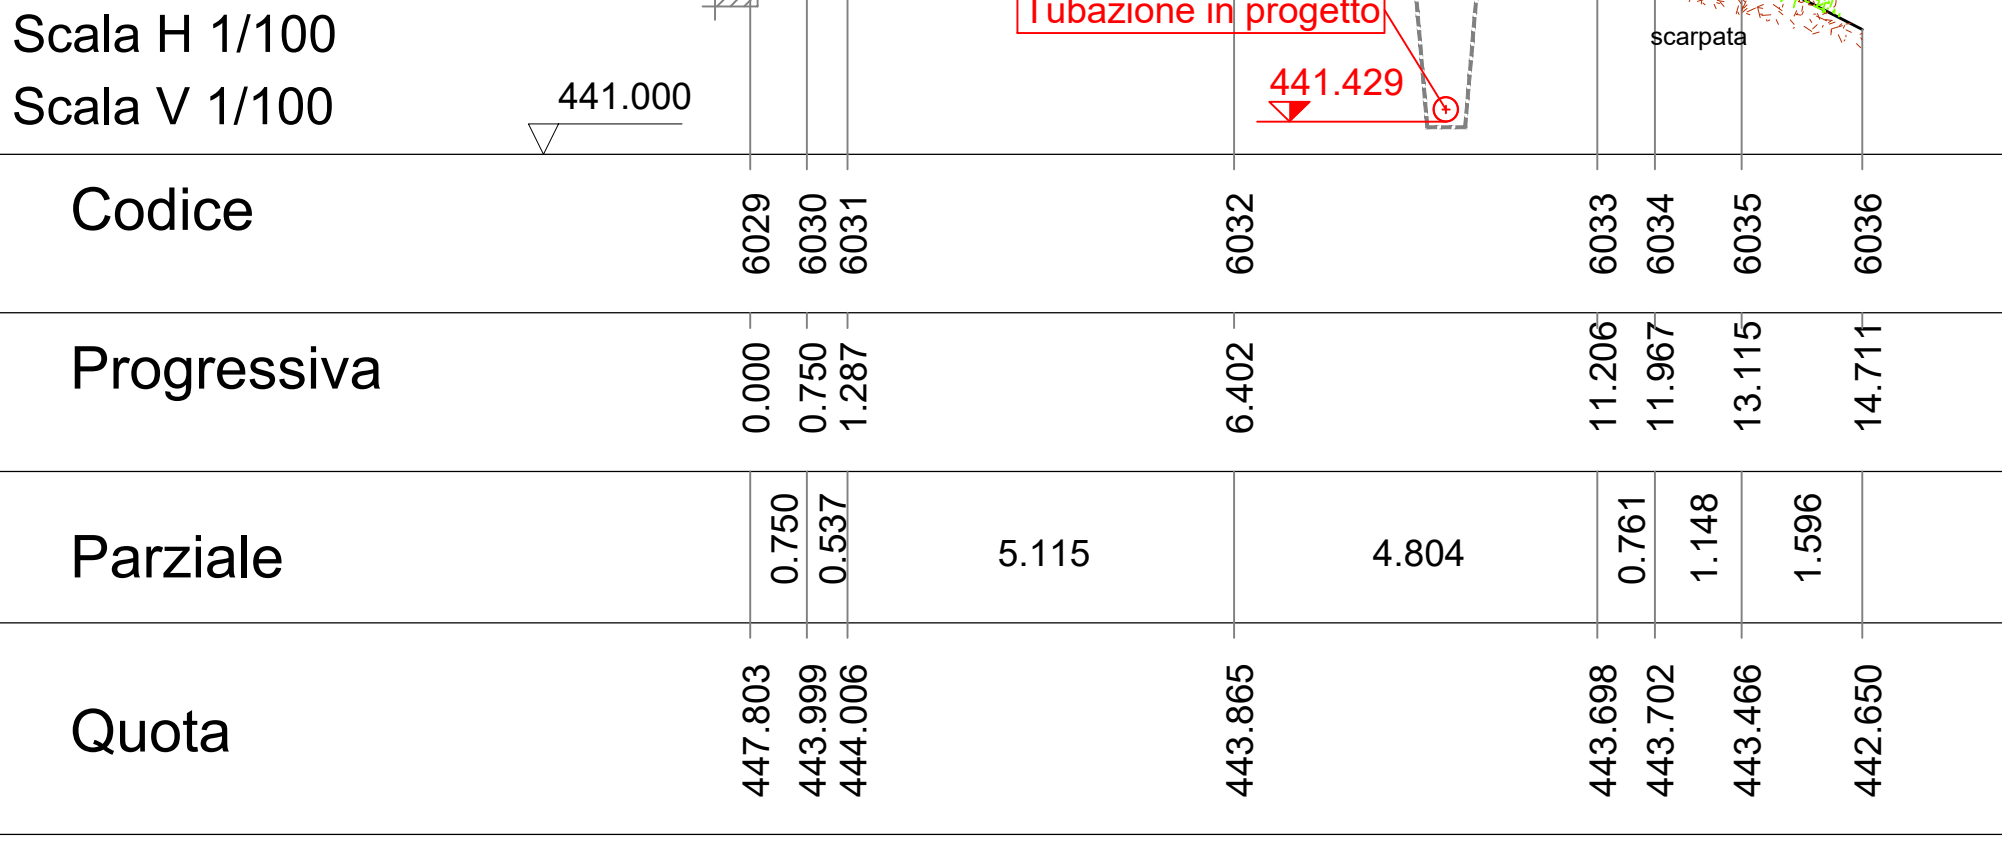 Tubazione in progetto
Scala H 1/100
scarpata
441.429
Scala V 1/100
441.000
Codice
6029 6030 6031 6032 6033 6034 6035 6036
Progressiva
0.000 0.750 1.287 6.402 11.206 11.967 13.115 14.711
Parziale
0.750 0.537 5.115 4.804 0.761 1.148 1.596
Quota
447.803 443.999 444.006 443.865 443.698 443.702 443.466 442.650